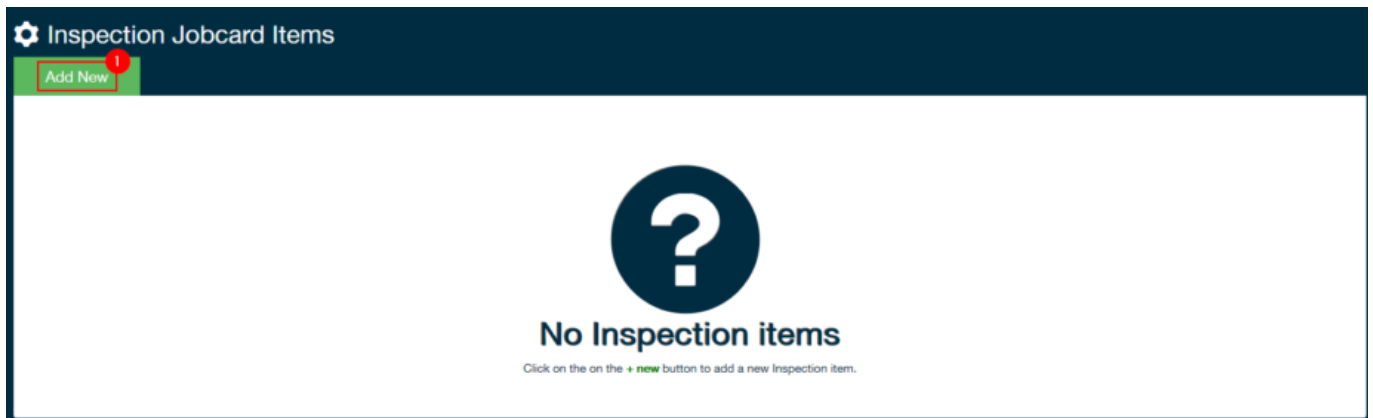 Inspection Jobcard Items
1
Add New
?
No Inspection items
Click on the on the + new button to add a new Inspection item.